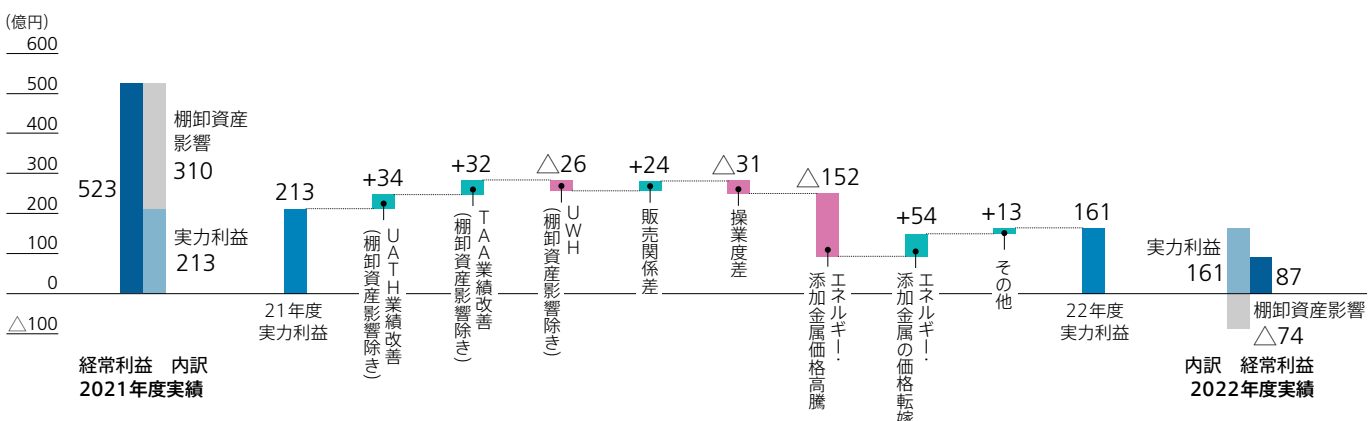 (億円)
600
500
400
300
200
100
0
△100
523
棚卸資産
影響
310
実力利益
213
経常利益 内訳
2021年度実績
213
21年度
実力利益
+34
UATH業績改善
(棚卸資産影響除き)
+32
TAA業績改善
(棚卸資産影響除き)
△26
UWH
(棚卸資産影響除き)
+24
販売関係差
△31
操業度差
△152
エネルギー・
添加金属価格高騰
+54
エネルギー・
添加金属の価格転嫁
+13
その他
161
22年度
実力利益
実力利益
161
87
棚卸資産影響
△74
内訳 経常利益
2022年度実績